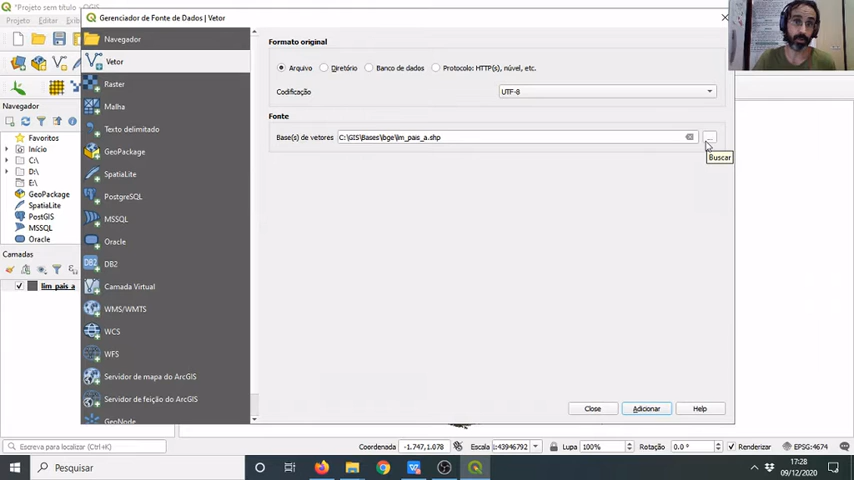 *Projeto sem título — QGIS
Projeto
Editar
Gerenciador de Fonte de Dados | Vetor
Navegador
Vetor
Raster
Malha
Texto delimitado
GeoPackage
SpatiaLite
PostgreSQL
MSSQL
Oracle
DB2
Camada Virtual
WMS/WMTS
WCS
WFS
Servidor de mapa do ArcGIS
Servidor de feição do ArcGIS
GeoNode
Formato original
Arquivo Diretório Banco de dados Protocolo: HTTP(s), núvel, etc.
Codificação UTF-8
Fonte
Base(s) de vetores C:\GIS\Bases\ibge\lim_pais_a.shp ...
Buscar
Close Adicionar Help
Navegador
Favoritos
Início
C:\
D:\
E:\
GeoPackage
SpatiaLite
PostGIS
MSSQL
Oracle
Camadas
lim_pais_a
Escreva para localizar (Ctrl+K) Coordenada -1.747,1.078 Escala 1:43946792 Lupa 100% Rotação 0.0 ° Renderizar EPSG:4674
Pesquisar
17:28
09/12/2020